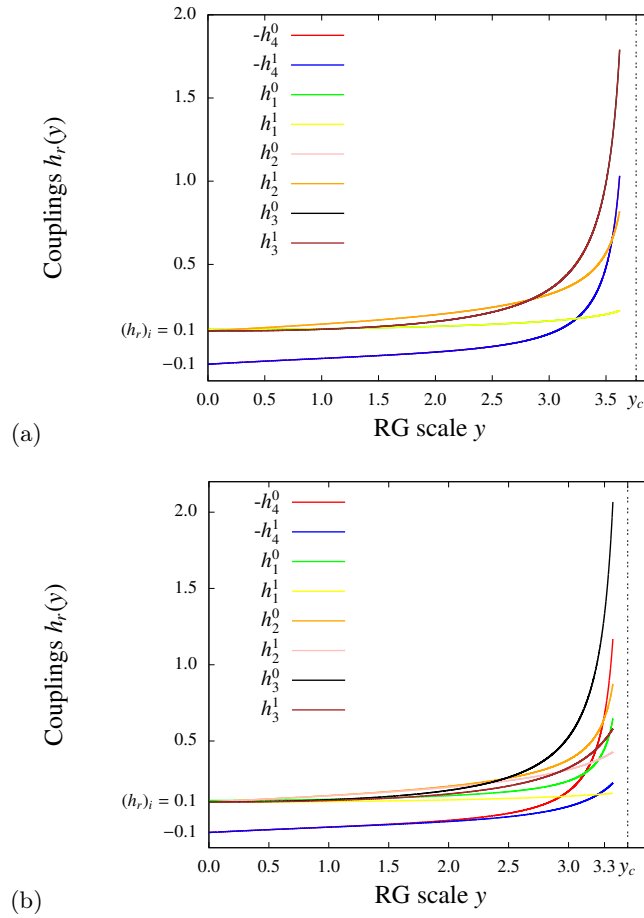 2.0
1.5
1.0
0.5
(h_r)_i = 0.1
−0.1
Couplings h_r(y)
-h_4^0
-h_4^1
h_1^0
h_1^1
h_2^0
h_2^1
h_3^0
h_3^1
0.0 0.5 1.0 1.5 2.0 2.5 3.0 3.5 y_c
RG scale y
(a)
2.0
1.5
1.0
0.5
(h_r)_i = 0.1
−0.1
Couplings h_r(y)
-h_4^0
-h_4^1
h_1^0
h_1^1
h_2^0
h_2^1
h_3^0
h_3^1
0.0 0.5 1.0 1.5 2.0 2.5 3.0 3.3 y_c
RG scale y
(b)